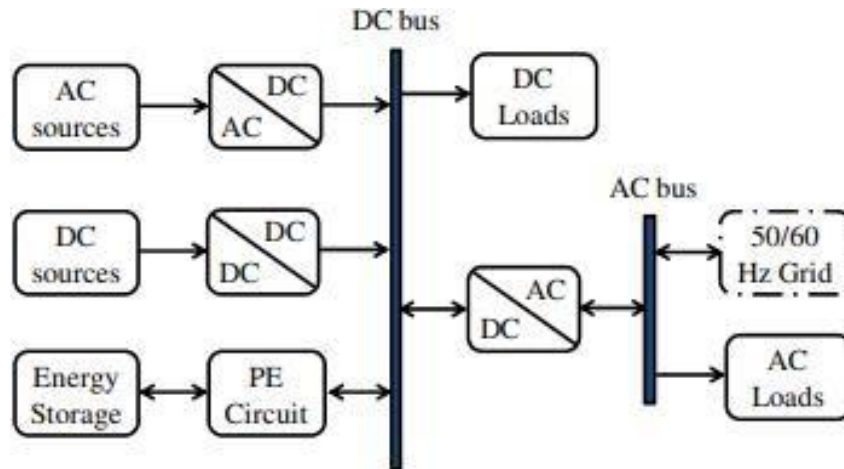 DC bus
AC
sources
DC
AC
DC
Loads
AC bus
DC
sources
DC
DC
50/60
Hz Grid
AC
DC
Energy
Storage
PE
Circuit
AC
Loads